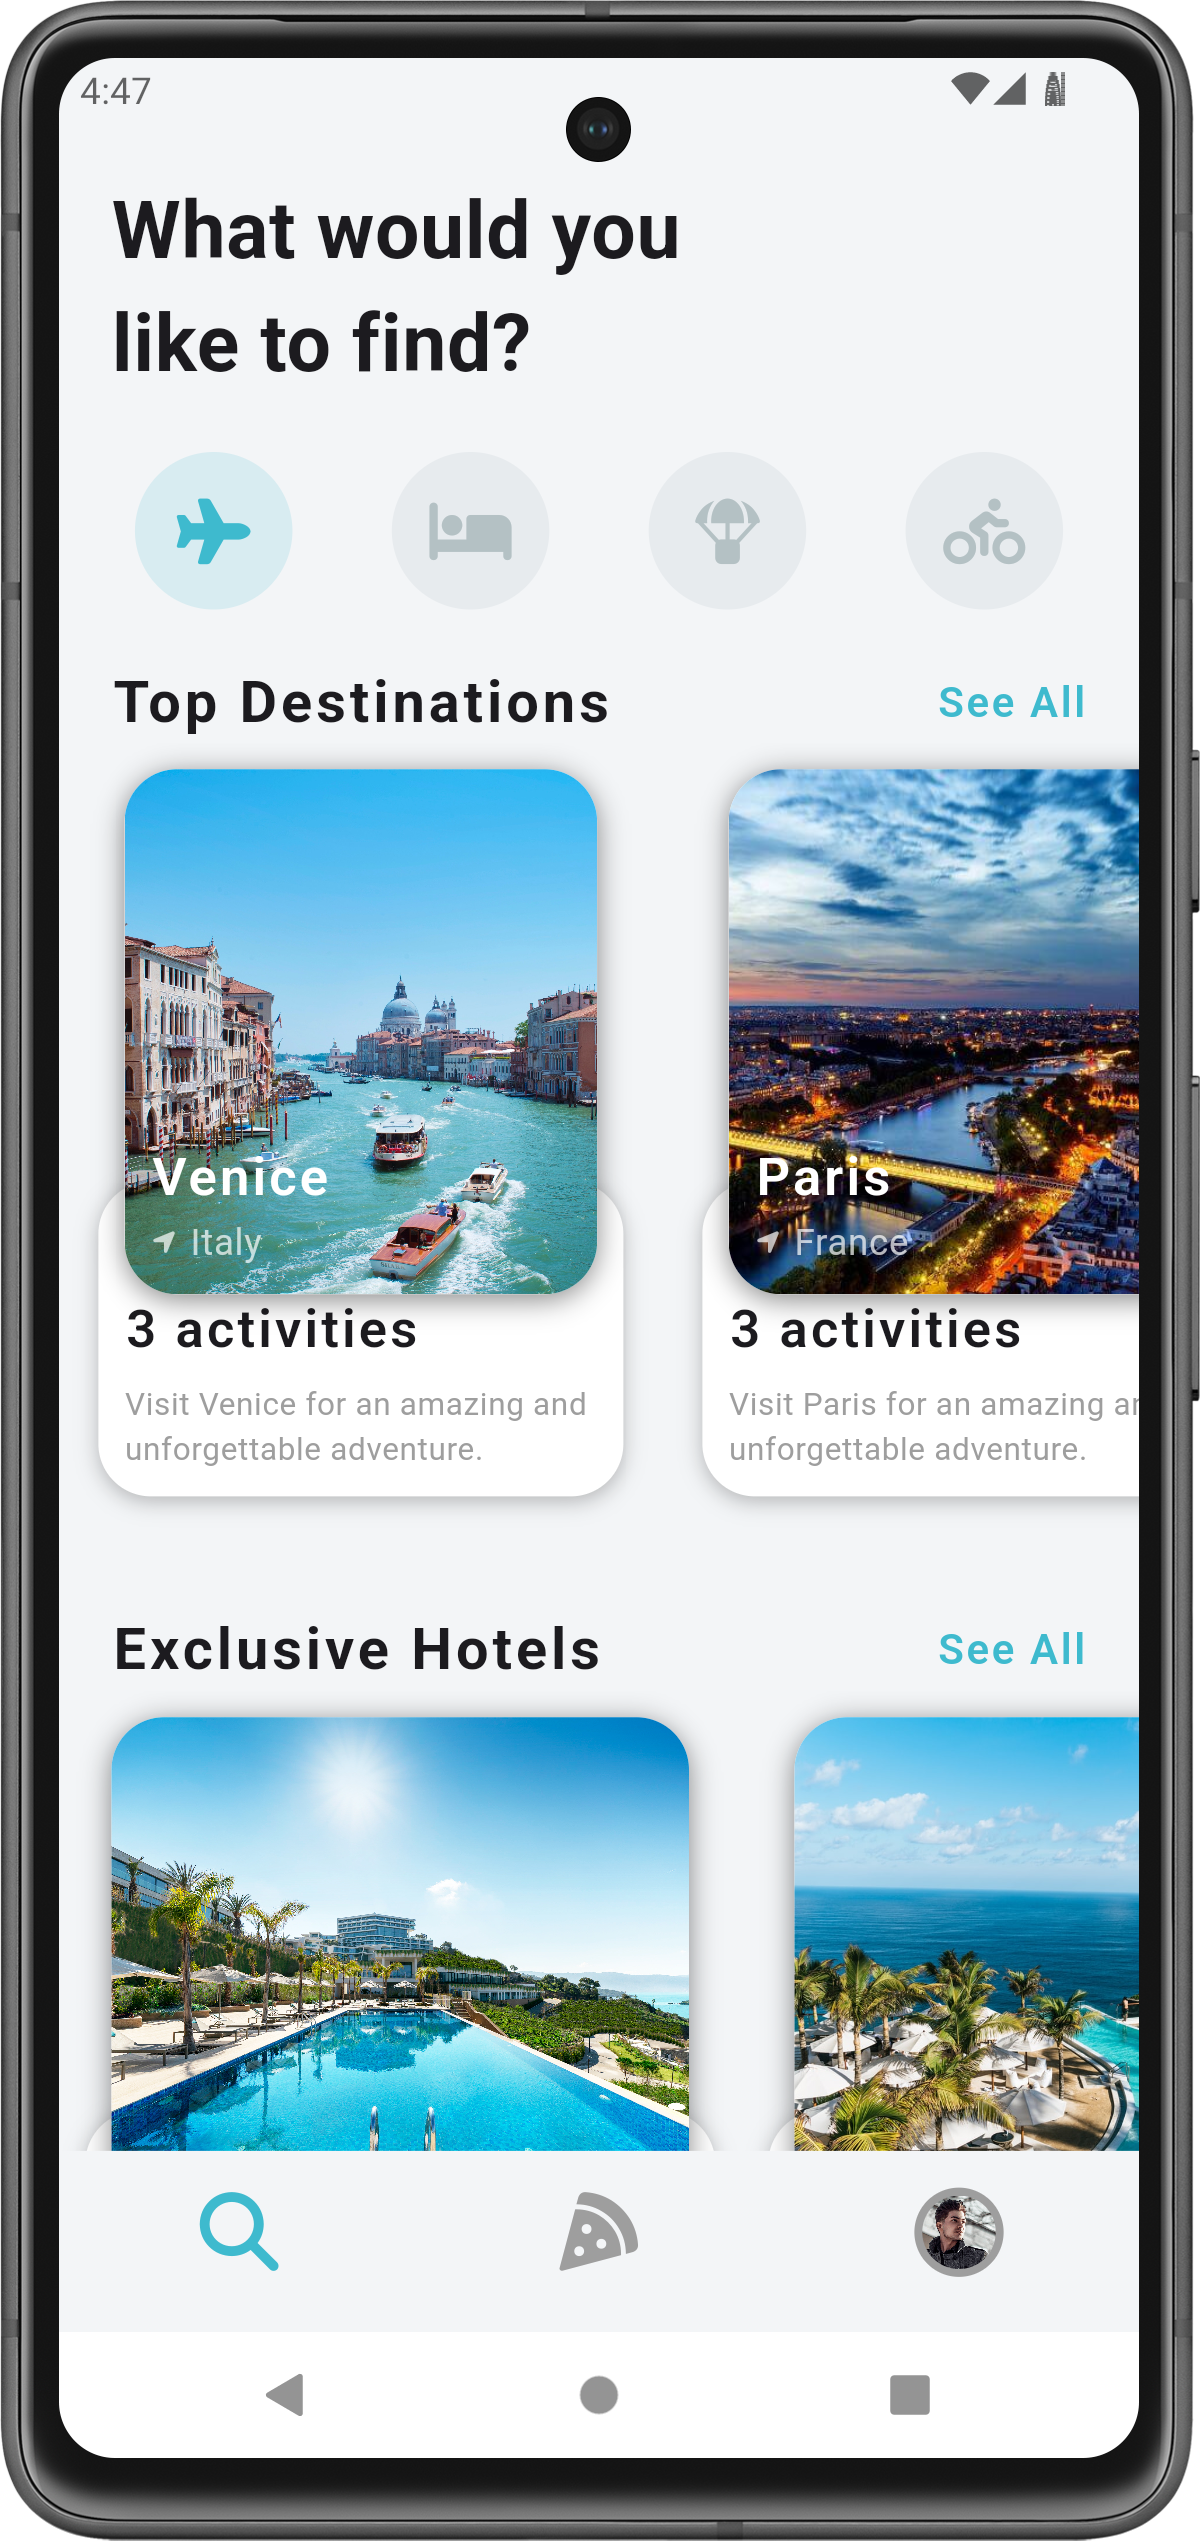 4:47
What would you
like to find?
Top Destinations
See All
Venice
Italy
3 activities
Visit Venice for an amazing and
unforgettable adventure.
Paris
France
3 activities
Visit Paris for an amazing
unforgettable adventure.
Exclusive Hotels
See All